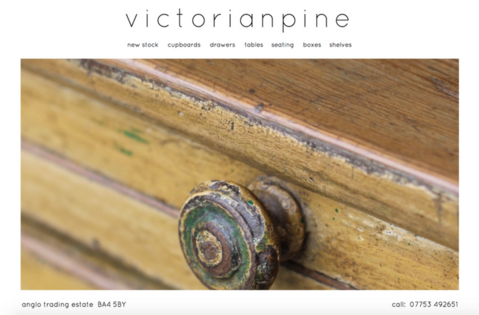 victorianpine
new stock cupboards drawers tables seating boxes shelves
anglo trading estate BA4 5BY call: 07753 492651